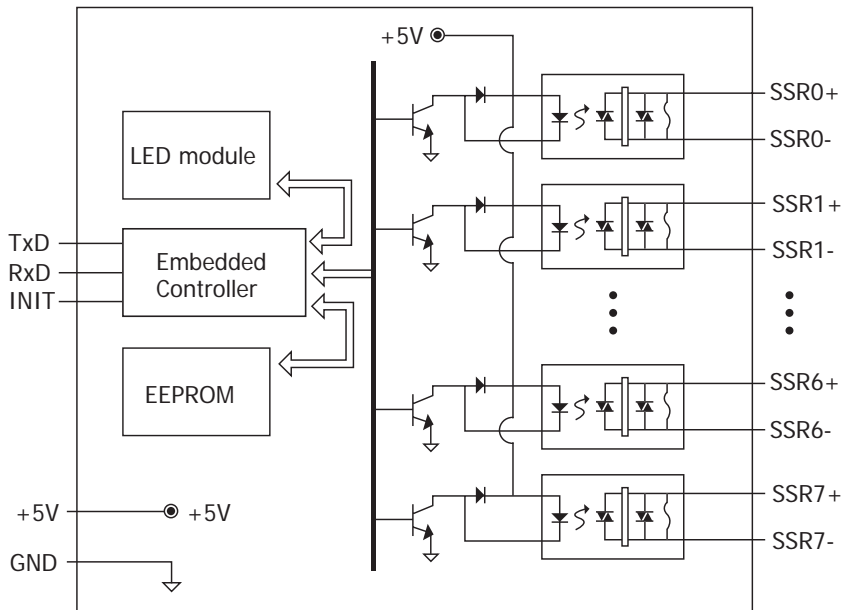 +5V
SSR0+
SSR0-
LED module
SSR1+
SSR1-
TxD
RxD
INIT
Embedded
Controller
EEPROM
SSR6+
SSR6-
+5V
+5V
SSR7+
SSR7-
GND